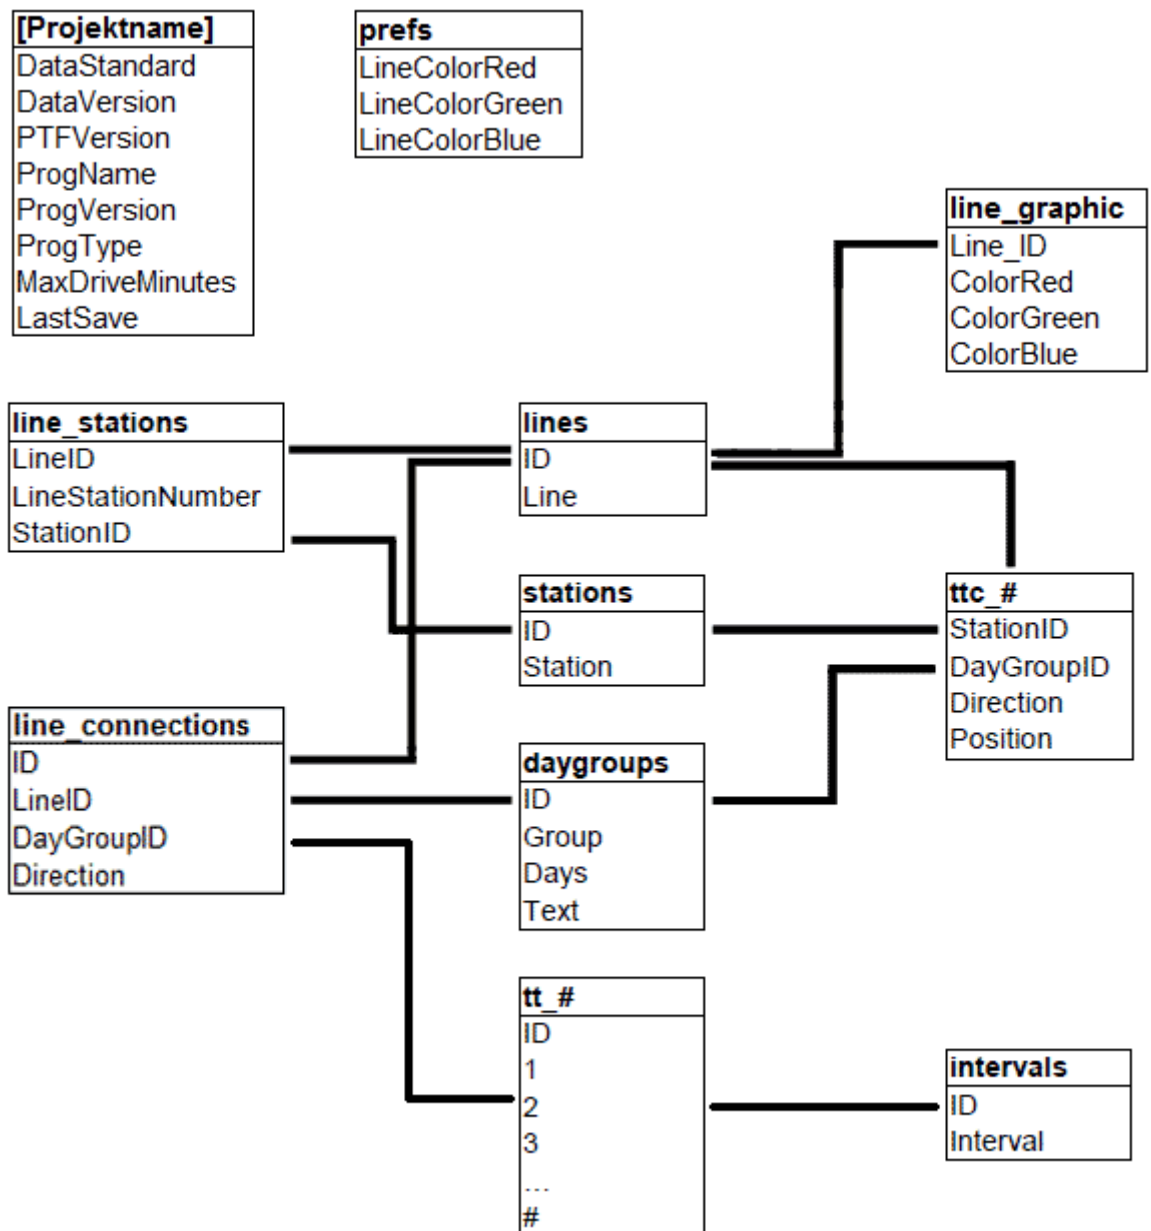 [Projektname]
DataStandard
DataVersion
PTFVersion
ProgName
ProgVersion
ProgType
MaxDriveMinutes
LastSave
prefs
LineColorRed
LineColorGreen
LineColorBlue
line_graphic
Line_ID
ColorRed
ColorGreen
ColorBlue
line_stations
LineID
LineStationNumber
StationID
lines
ID
Line
stations
ID
Station
ttc_#
StationID
DayGroupID
Direction
Position
line_connections
ID
LineID
DayGroupID
Direction
daygroups
ID
Group
Days
Text
tt_#
ID
1
2
3
...
#
intervals
ID
Interval